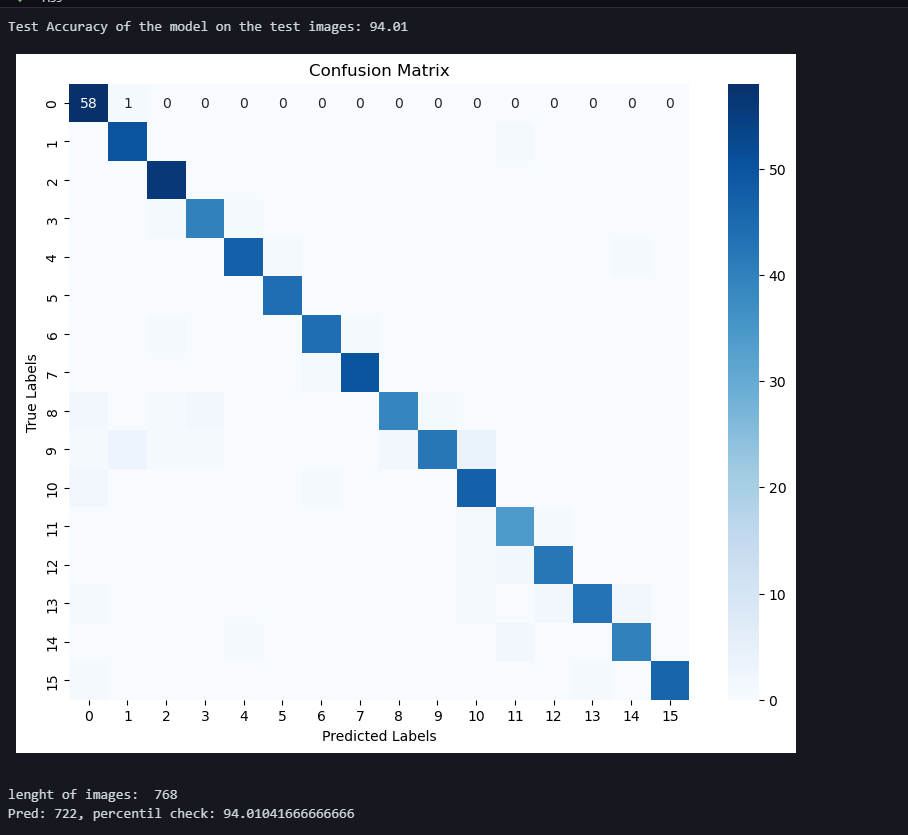 Test Accuracy of the model on the test images: 94.01
Confusion Matrix
0 58 1 0 0 0 0 0 0 0 0 0 0 0 0 0 0
1
2
3
4
5
6
7
8
9
10
11
12
13
14
15
True Labels
0 1 2 3 4 5 6 7 8 9 10 11 12 13 14 15
Predicted Labels
50
40
30
20
10
0
lenght of images:  768
Pred: 722, percentil check: 94.01041666666666